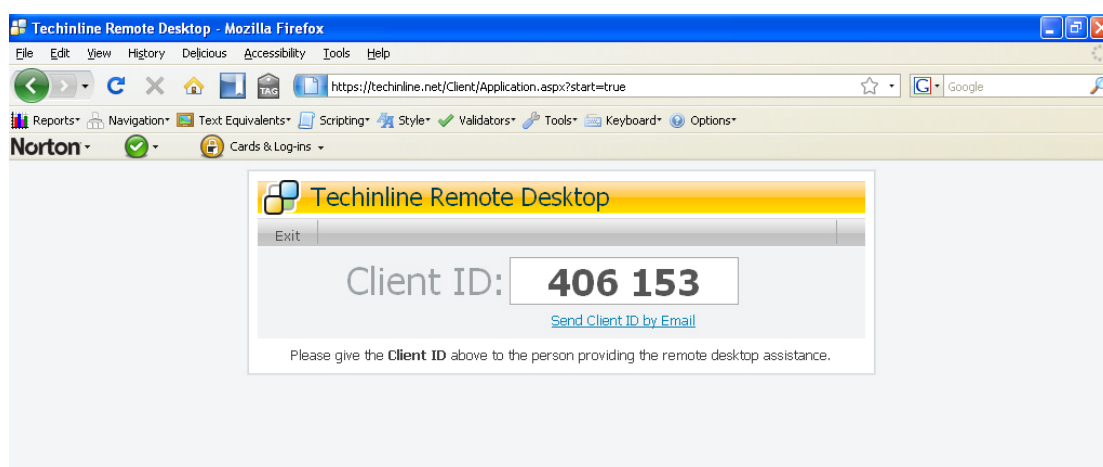 Techinline Remote Desktop - Mozilla Firefox
File Edit View History Delicious Accessibility Tools Help
TAG https://techinline.net/Client/Application.aspx?start=true G Google
Reports Navigation Text Equivalents Scripting Style Validators Tools Keyboard Options
Norton Cards & Log-ins
Techinline Remote Desktop
Exit
Client ID: 406 153
Send Client ID by Email
Please give the Client ID above to the person providing the remote desktop assistance.